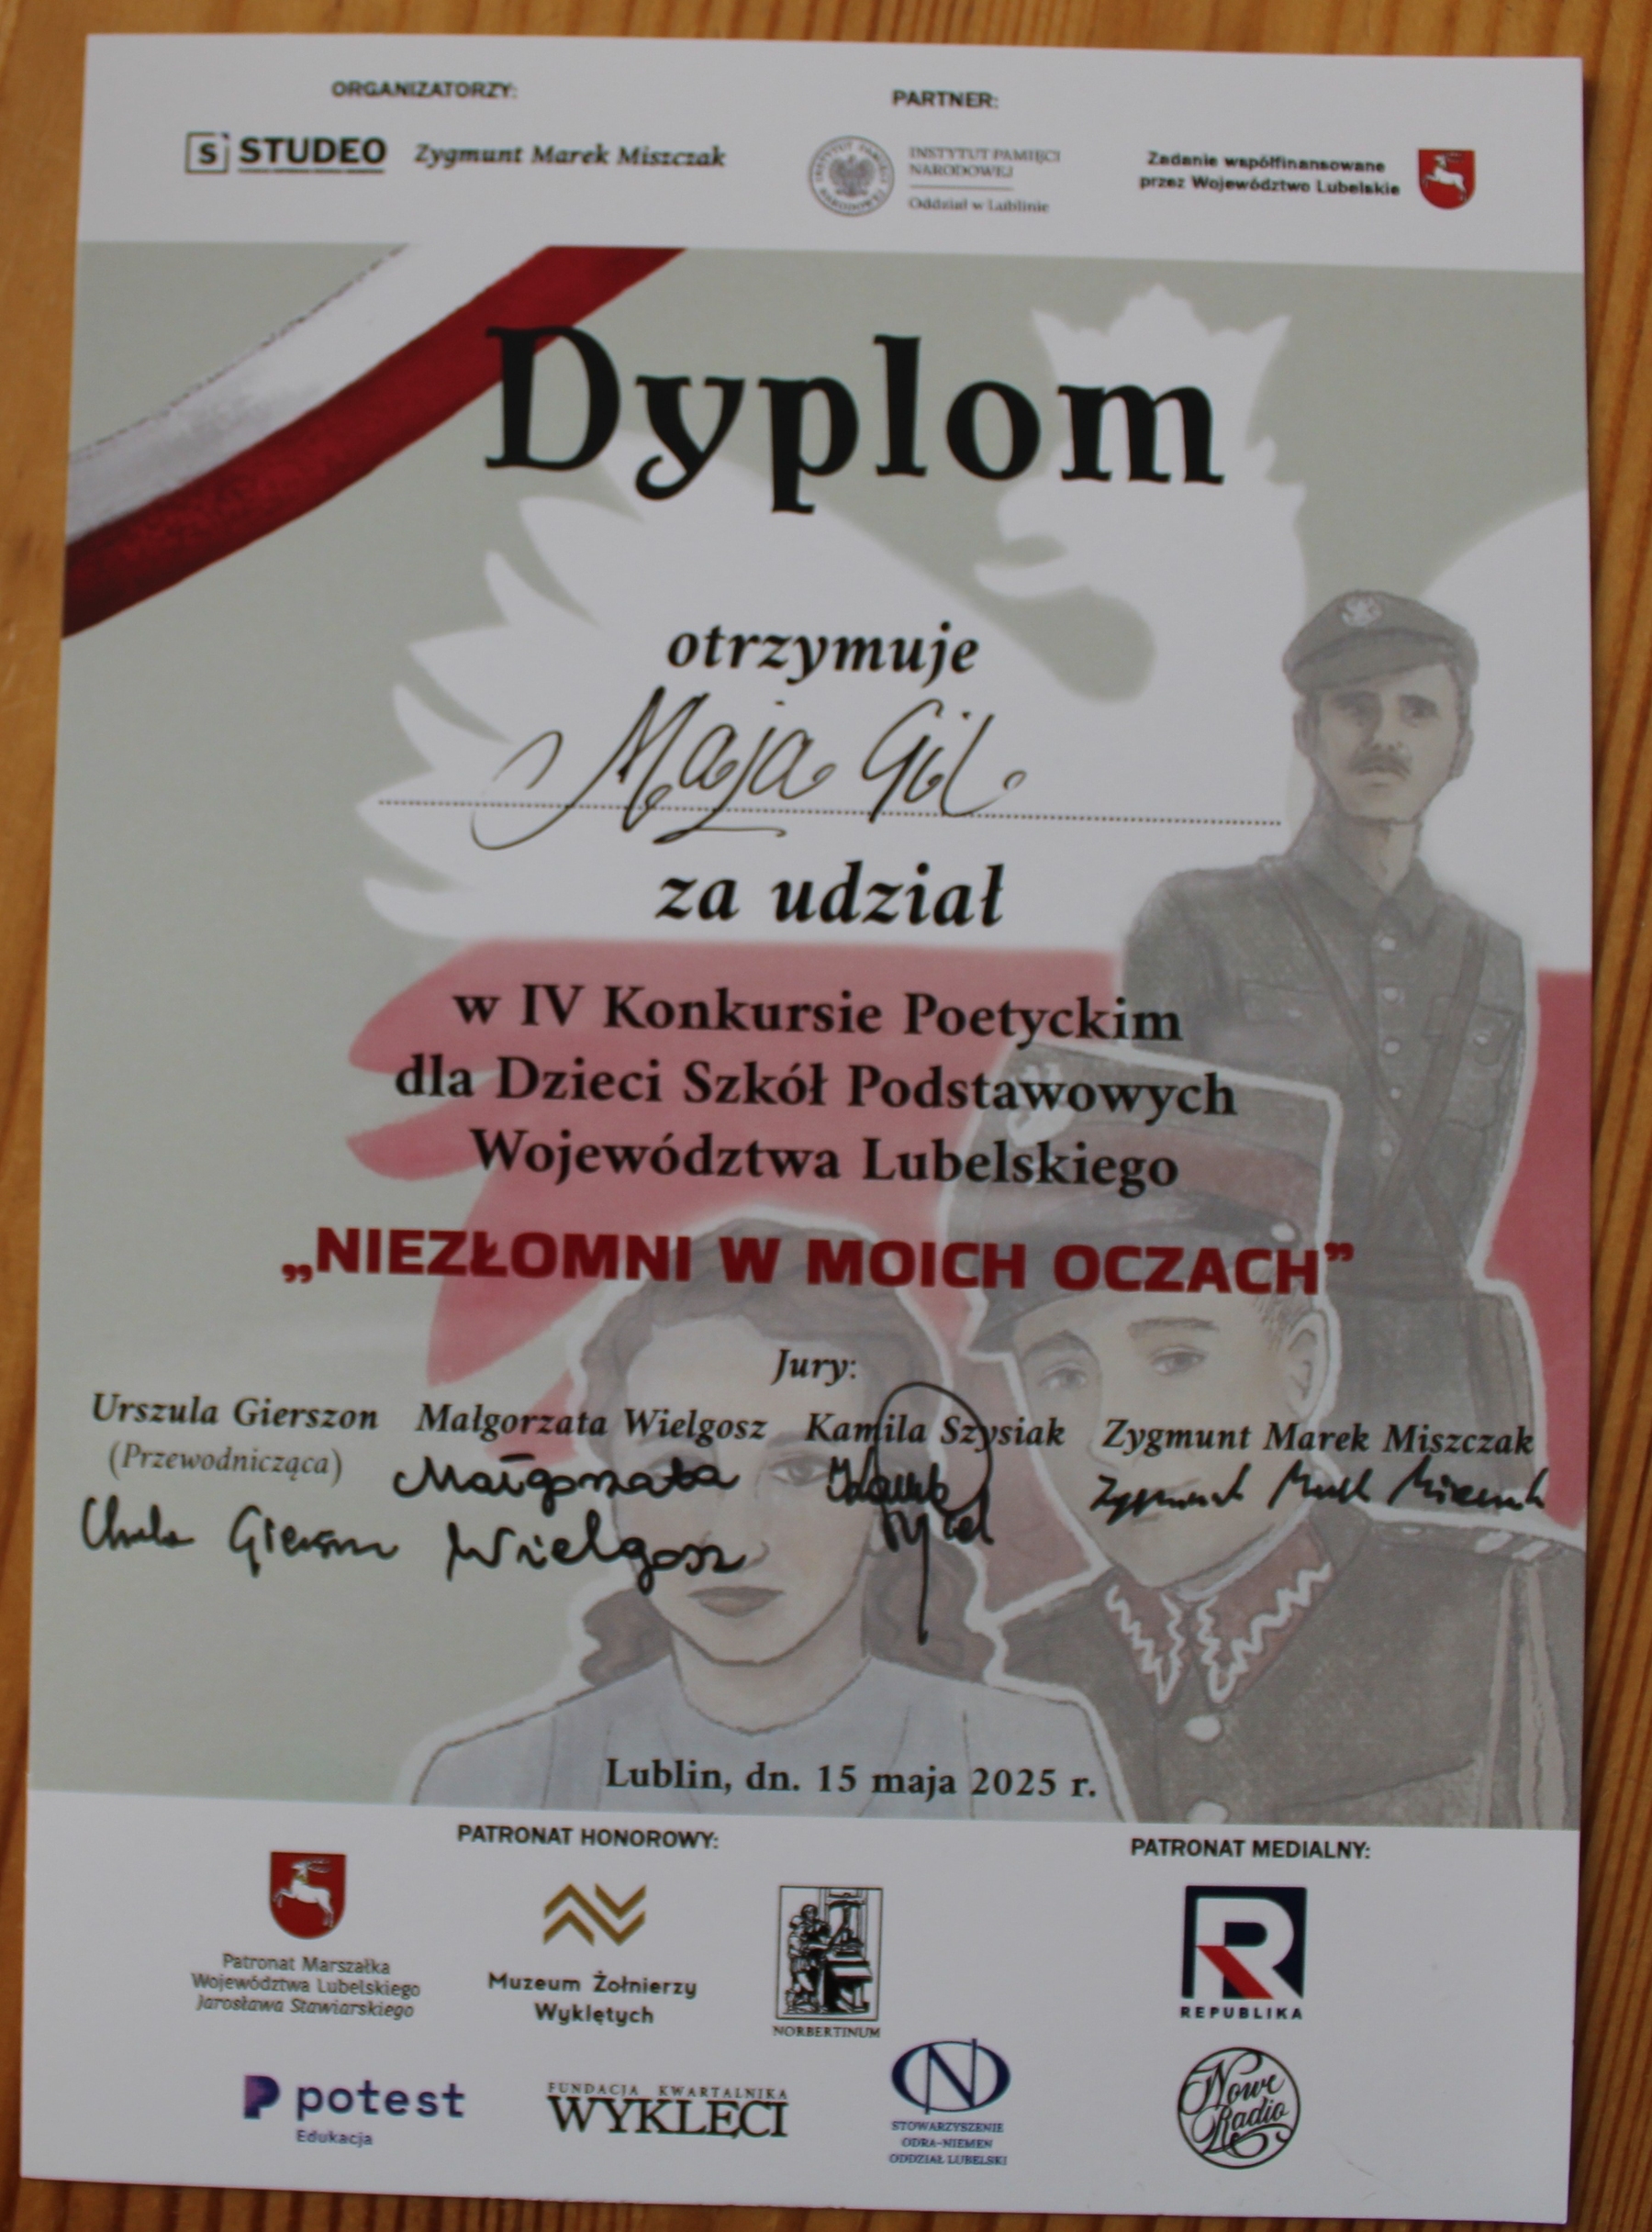 ORGANIZATORZY:
PARTNER:
STUDEO
Zygmunt Marek Miszczak
INSTYTUT PAMIĘCI
NARODOWEJ
Oddział w Lublinie
Zadanie współfinansowane
przez Województwo Lubelskie
Dyplom
otrzymuje
Maja Gil
za udział
w IV Konkursie Poetyckim
dla Dzieci Szkół Podstawowych
Województwa Lubelskiego
„NIEZŁOMNI W MOICH OCZACH”
Jury:
Urszula Gierszon Małgorzata Wielgosz Kamila Szysiak Zygmunt Marek Miszczak
(Przewodnicząca)
Małgorzata
Wielgosz
Lublin, dn. 15 maja 2025 r.
PATRONAT HONOROWY:
PATRONAT MEDIALNY:
Patronat Marszałka
Województwa Lubelskiego
Jarosława Stawiarskiego
Muzeum Żołnierzy
Wyklętych
NORBERTINUM
REPUBLIKA
potest
Edukacja
FUNDACJA KWARTALNIKA
WYKLĘCI
STOWARZYSZENIE
ODRA-NIEMEN
ODDZIAŁ LUBELSKI
Nowe
Radio